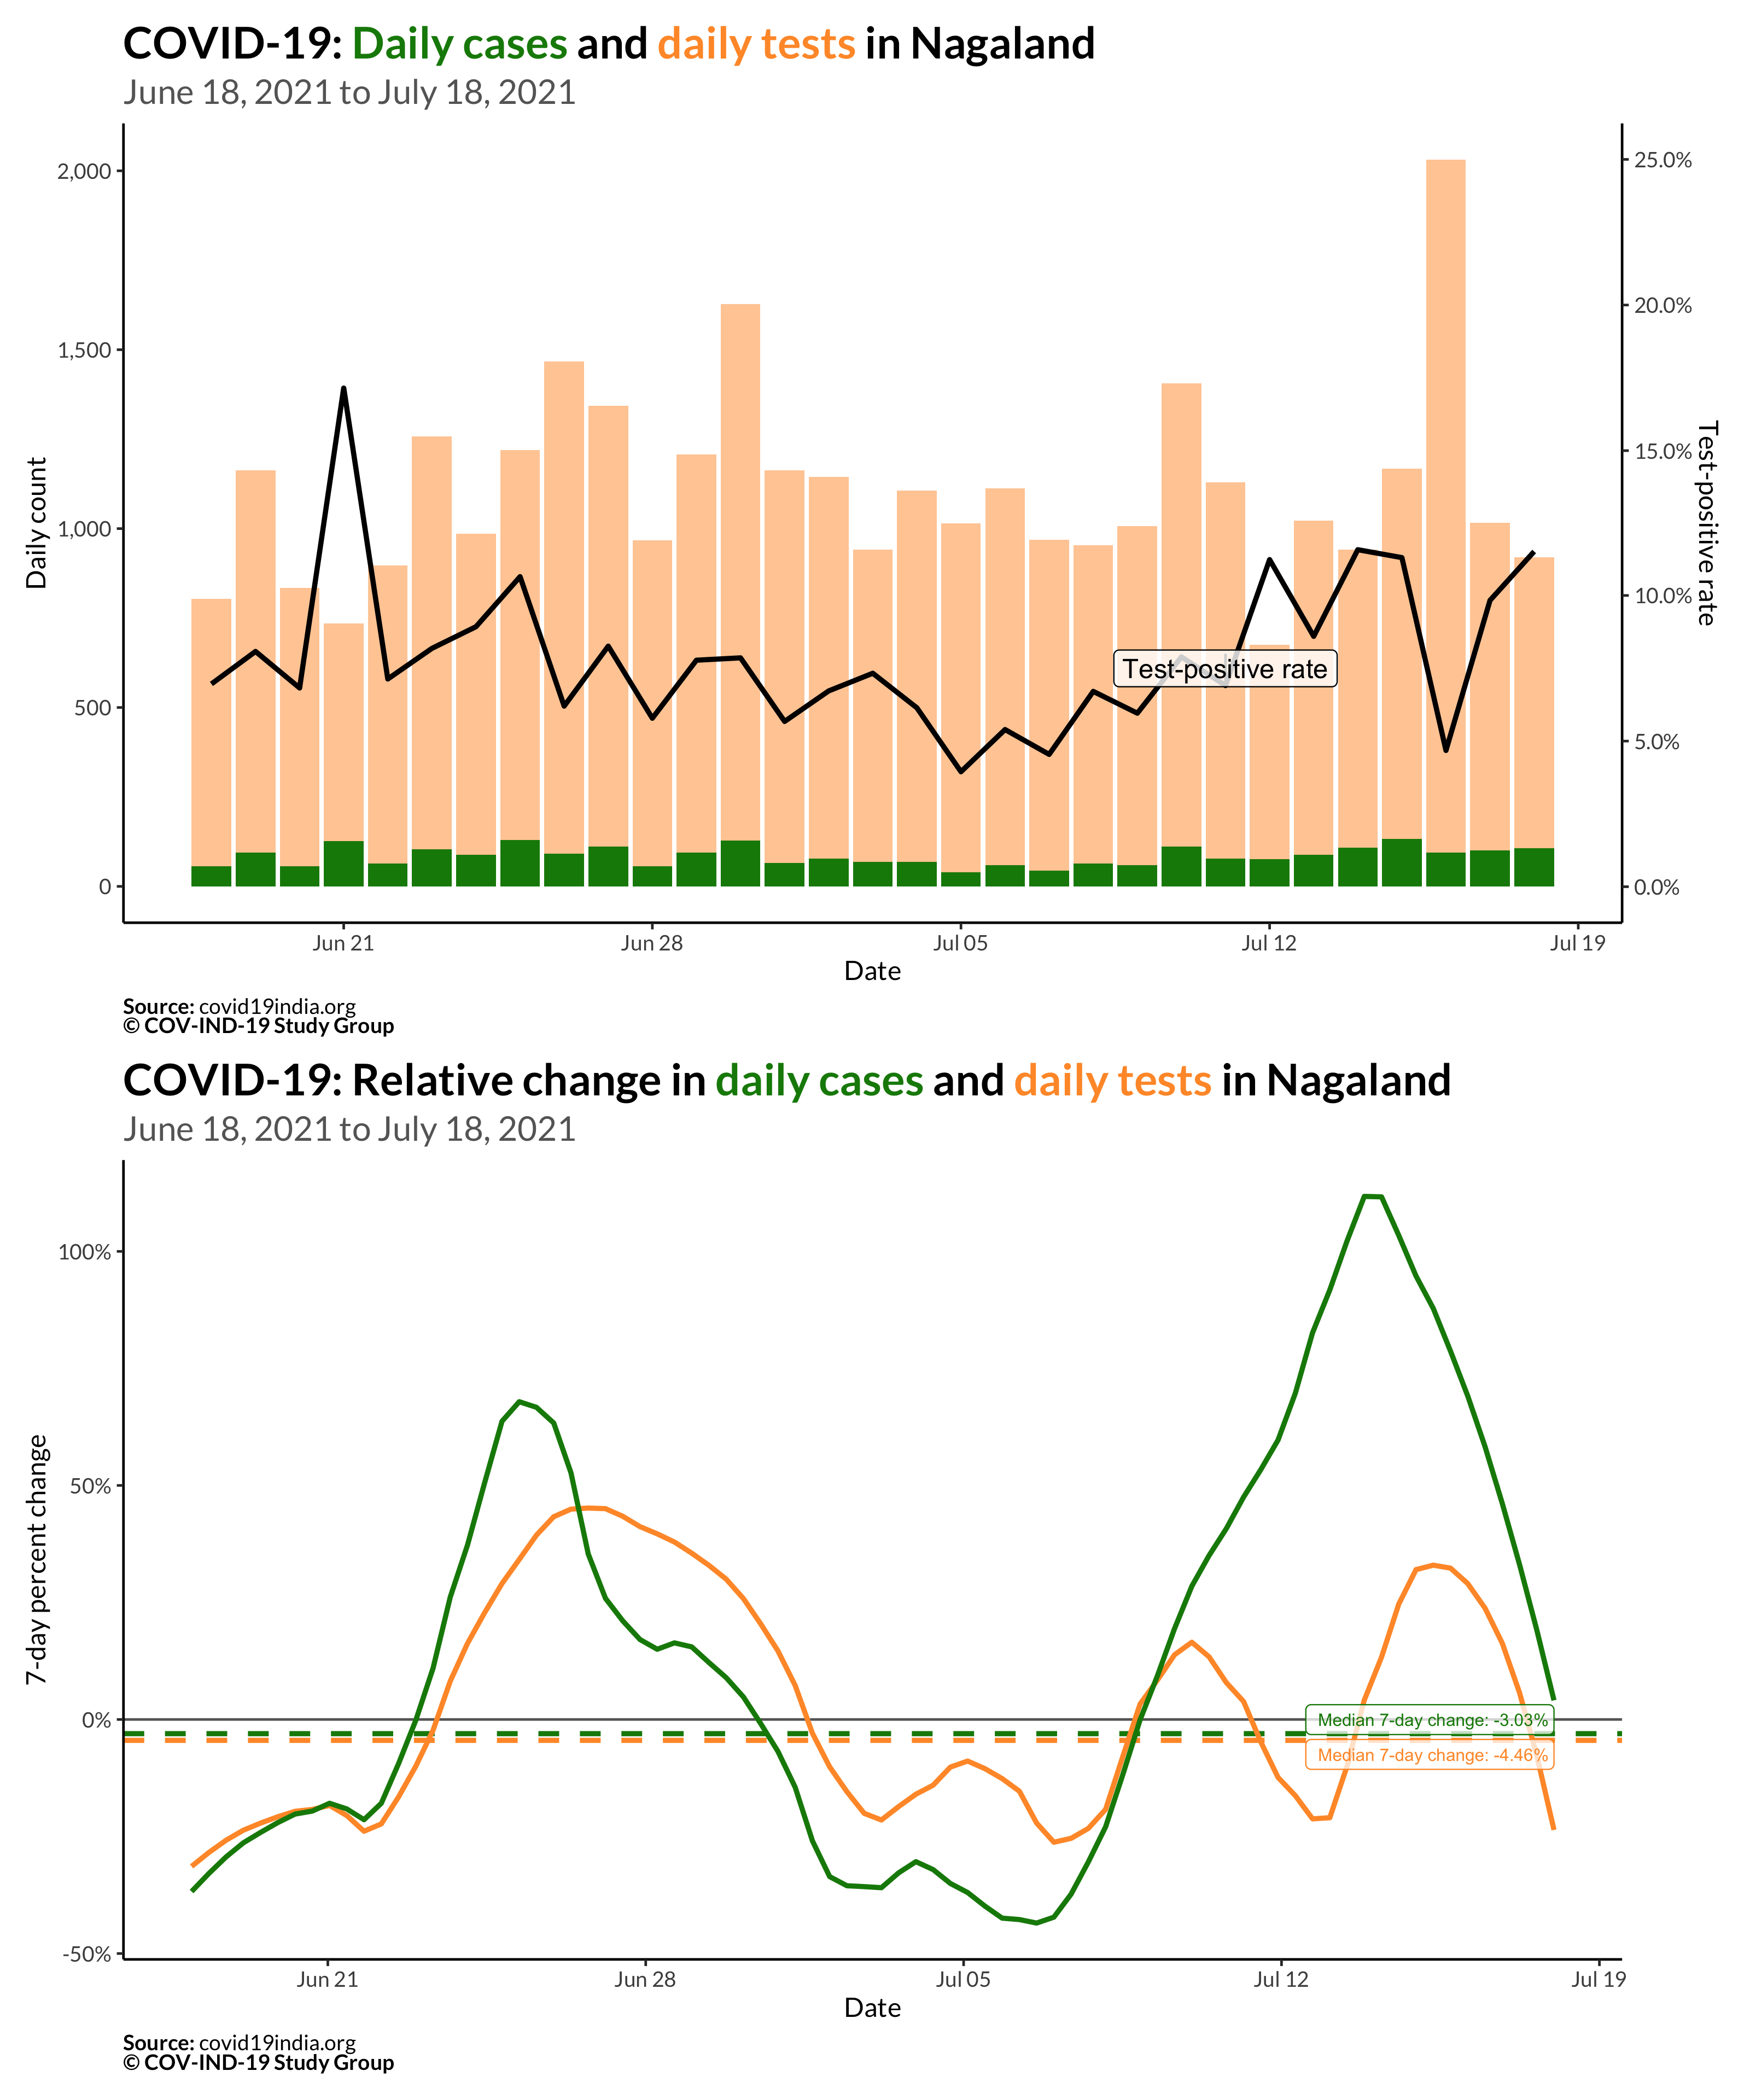 COVID-19: Daily cases and daily tests in Nagaland
June 18, 2021 to July 18, 2021
2,000
1,500
1,000
500
0
Daily count
25.0%
20.0%
15.0%
10.0%
5.0%
0.0%
Test-positive rate
Test-positive rate
Jun 21
Jun 28
Jul 05
Jul 12
Jul 19
Date
Source: covid19india.org
© COV-IND-19 Study Group
COVID-19: Relative change in daily cases and daily tests in Nagaland
June 18, 2021 to July 18, 2021
100%
50%
0%
-50%
7-day percent change
Median 7-day change: -3.03%
Median 7-day change: -4.46%
Jun 21
Jun 28
Jul 05
Jul 12
Jul 19
Date
Source: covid19india.org
© COV-IND-19 Study Group